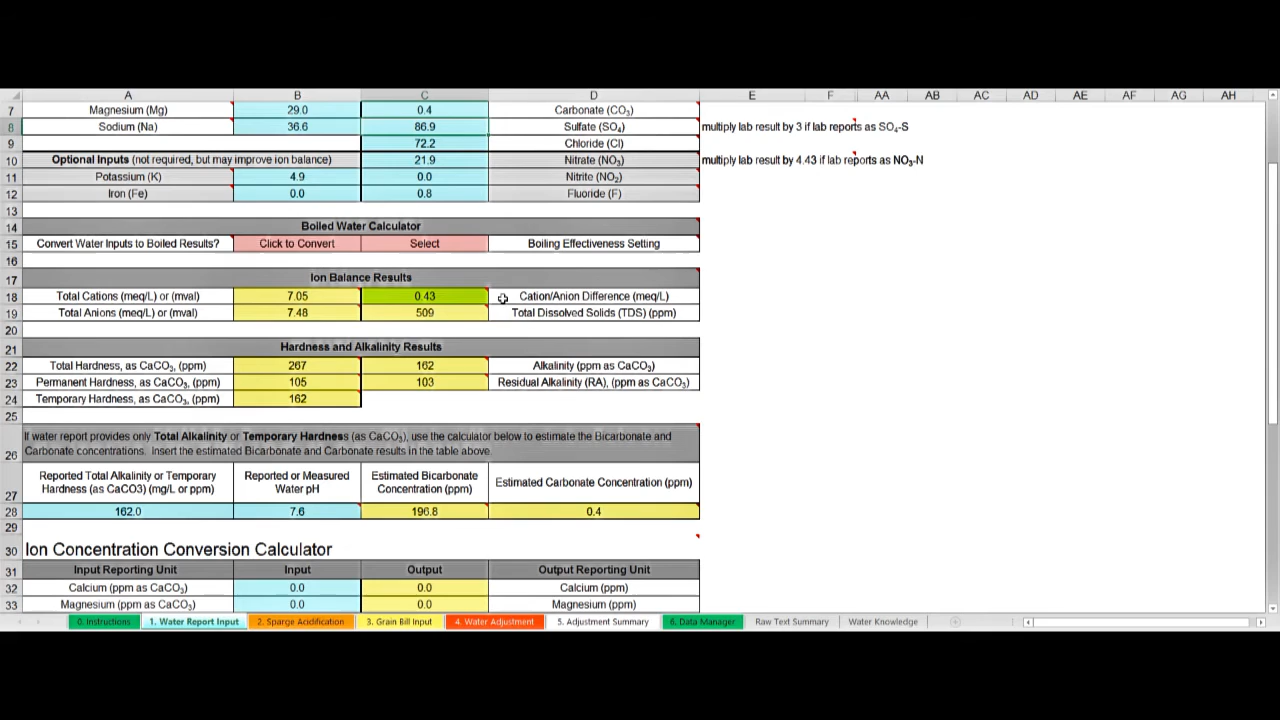 A B C D E F AA AB AC AD AE AF AG AH
7 Magnesium (Mg) 29.0 0.4 Carbonate (CO₃)
8 Sodium (Na) 36.6 86.9 Sulfate (SO₄) multiply lab result by 3 if lab reports as SO₄-S
9 72.2 Chloride (Cl)
10 Optional Inputs (not required, but may improve ion balance) 21.9 Nitrate (NO₃) multiply lab result by 4.43 if lab reports as NO₃-N
11 Potassium (K) 4.9 0.0 Nitrite (NO₂)
12 Iron (Fe) 0.0 0.8 Fluoride (F)
13
14 Boiled Water Calculator
15 Convert Water Inputs to Boiled Results? Click to Convert Select Boiling Effectiveness Setting
16
17 Ion Balance Results
18 Total Cations (meq/L) or (mval) 7.05 0.43 Cation/Anion Difference (meq/L)
19 Total Anions (meq/L) or (mval) 7.48 509 Total Dissolved Solids (TDS) (ppm)
20
21 Hardness and Alkalinity Results
22 Total Hardness, as CaCO₃, (ppm) 267 162 Alkalinity (ppm as CaCO₃)
23 Permanent Hardness, as CaCO₃, (ppm) 105 103 Residual Alkalinity (RA), (ppm as CaCO₃)
24 Temporary Hardness, as CaCO₃, (ppm) 162
25
If water report provides only Total Alkalinity or Temporary Hardness (as CaCO₃), use the calculator below to estimate the Bicarbonate and
26 Carbonate concentrations. Insert the estimated Bicarbonate and Carbonate results in the table above.
Reported Total Alkalinity or Temporary Reported or Measured Estimated Bicarbonate Estimated Carbonate Concentration (ppm)
27 Hardness (as CaCO3) (mg/L or ppm) Water pH Concentration (ppm)
28 162.0 7.6 196.8 0.4
29
30 Ion Concentration Conversion Calculator
31 Input Reporting Unit Input Output Output Reporting Unit
32 Calcium (ppm as CaCO₃) 0.0 0.0 Calcium (ppm)
33 Magnesium (ppm as CaCO₃) 0.0 0.0 Magnesium (ppm)
0. Instructions 1. Water Report Input 2. Sparge Acidification 3. Grain Bill Input 4. Water Adjustment 5. Adjustment Summary 6. Data Manager Raw Text Summary Water Knowledge